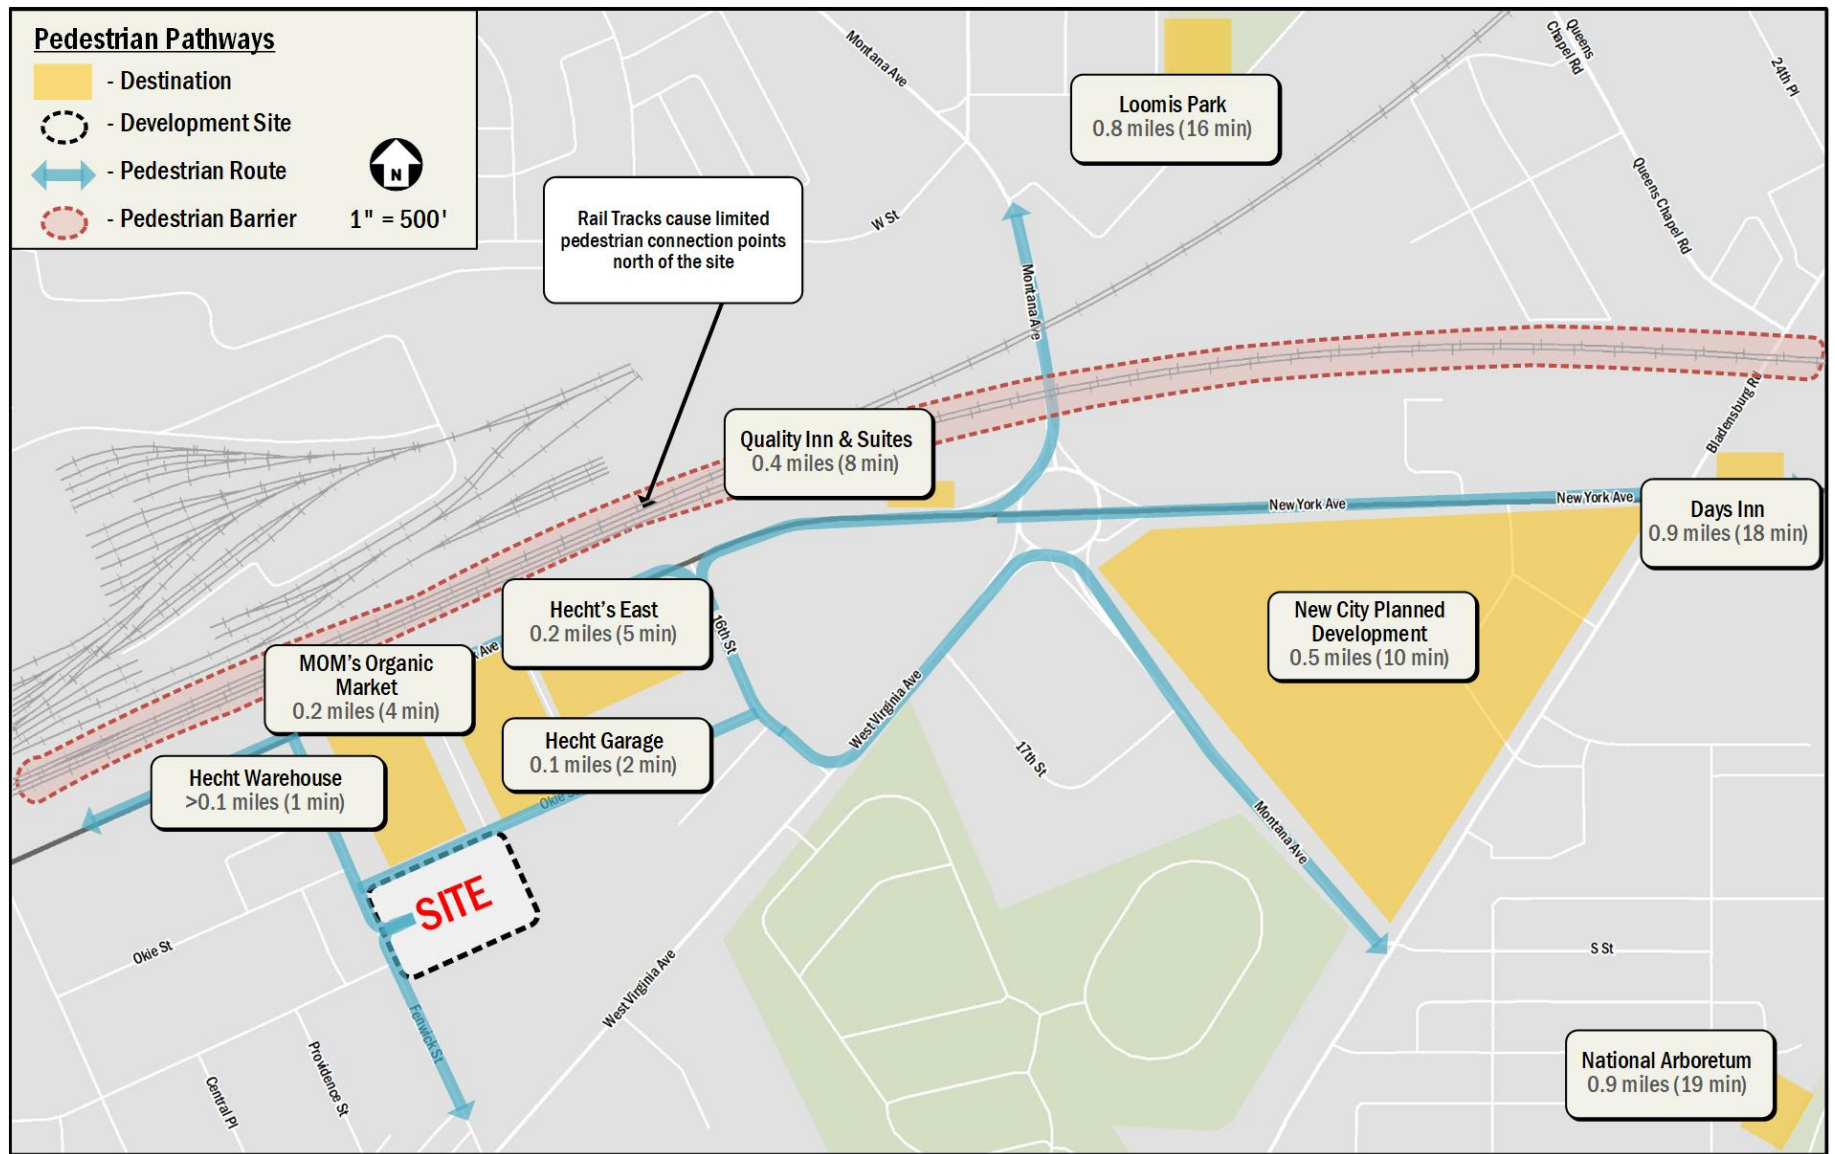 Pedestrian Pathways
- Destination
- Development Site
- Pedestrian Route
- Pedestrian Barrier
N
1" = 500'
Montana Ave
Queens
Chapel Rd
24th Pl
Loomis Park
0.8 miles (16 min)
Queens Chapel Rd
Rail Tracks cause limited
pedestrian connection points
north of the site
W St
Montana Ave
Bladensburg Rd
Quality Inn & Suites
0.4 miles (8 min)
New York Ave
New York Ave
Days Inn
0.9 miles (18 min)
Hecht's East
0.2 miles (5 min)
16th St
New City Planned
Development
0.5 miles (10 min)
Ave
MOM's Organic
Market
0.2 miles (4 min)
West Virginia Ave
Hecht Garage
0.1 miles (2 min)
17th St
Hecht Warehouse
>0.1 miles (1 min)
Okie S
Montana Ave
SITE
Okie St
S St
West Virginia Ave
Fenwick St
Providence St
Central Pl
National Arboretum
0.9 miles (19 min)